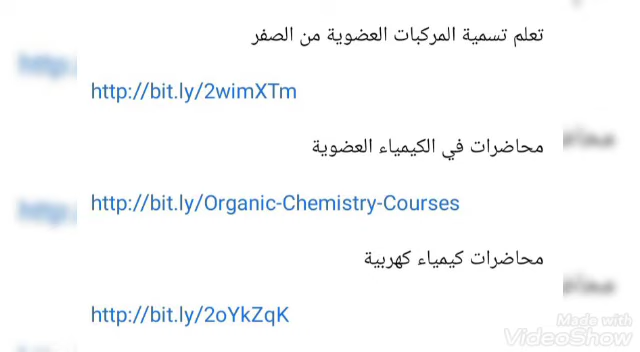 تعلم تسمية المركبات العضوية من الصفر
http://bit.ly/2wimXTm
محاضرات في الكيمياء العضوية
http://bit.ly/Organic-Chemistry-Courses
محاضرات كيمياء كهربية
http://bit.ly/2oYkZqK
Made with
VideoShow